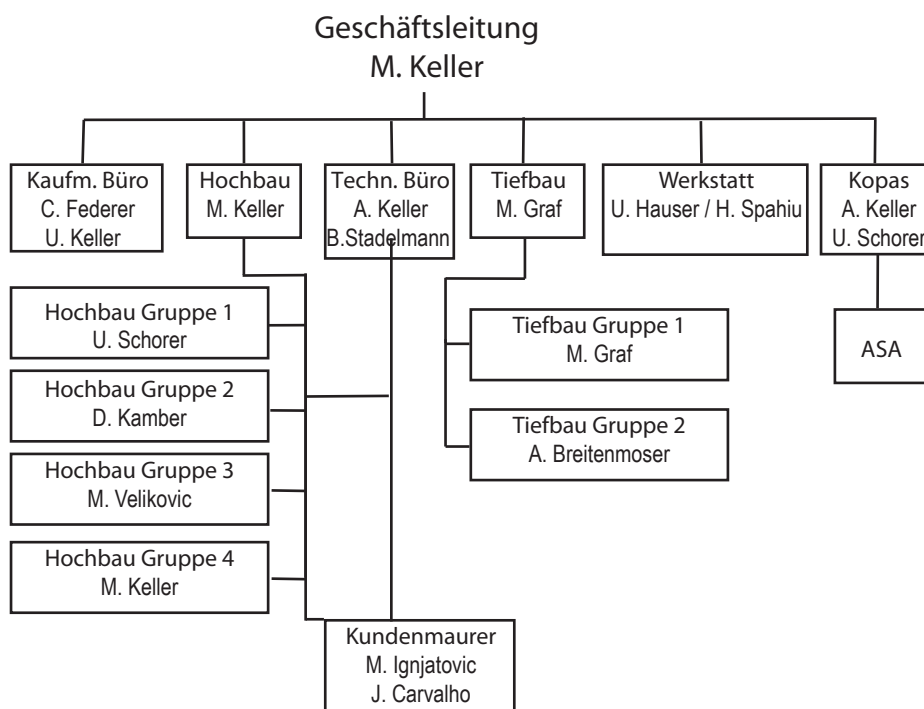 Geschäftsleitung
M. Keller
Kaufm. Büro
C. Federer
U. Keller
Hochbau
M. Keller
Techn. Büro
A. Keller
B.Stadelmann
Tiefbau
M. Graf
Werkstatt
U. Hauser / H. Spahiu
Kopas
A. Keller
U. Schorer
Hochbau Gruppe 1
U. Schorer
Hochbau Gruppe 2
D. Kamber
Hochbau Gruppe 3
M. Velikovic
Hochbau Gruppe 4
M. Keller
Tiefbau Gruppe 1
M. Graf
Tiefbau Gruppe 2
A. Breitenmoser
ASA
Kundenmaurer
M. Ignjatovic
J. Carvalho